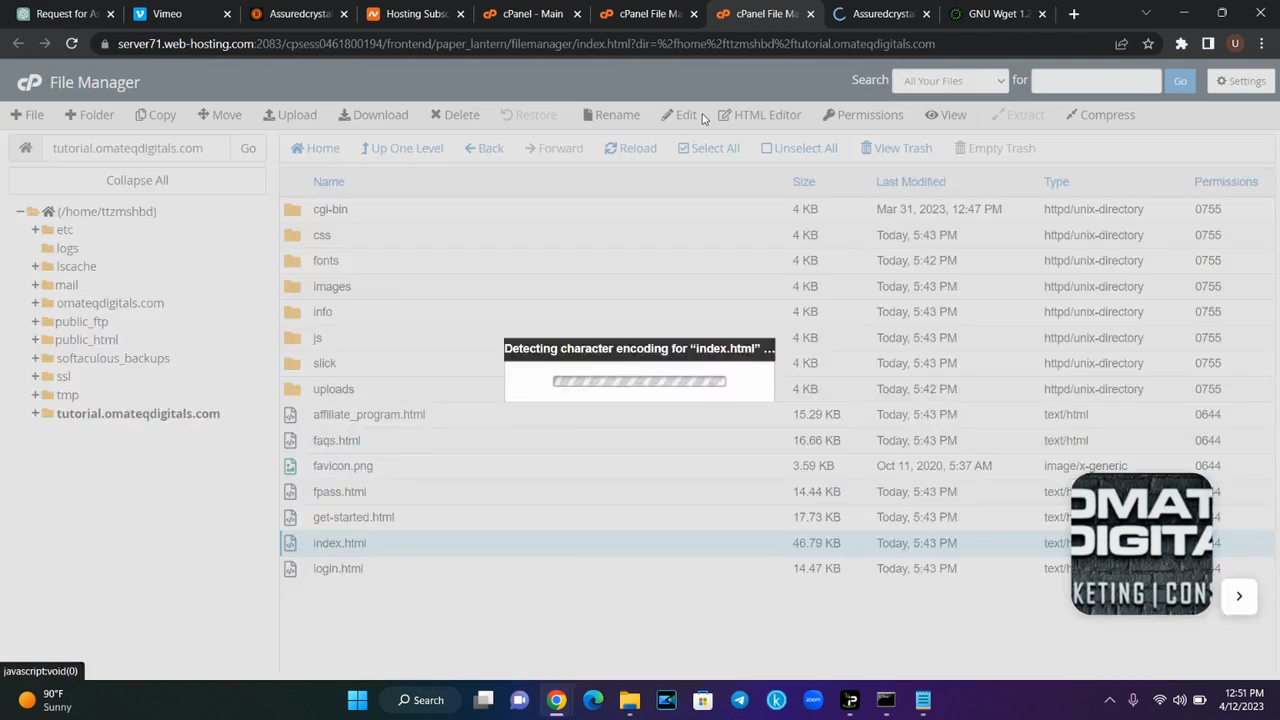 Request for As
Vimeo
Assuredcrystal
Hosting Subsc
cPanel - Main
cPanel File Ma
cPanel File Ma
Assuredcrystal
GNU Wget 1.2
server71.web-hosting.com:2083/cpsess0461800194/frontend/paper_lantern/filemanager/index.html?dir=%2fhome%2fttzmshbd%2ftutorial.omateqdigitals.com
U
cP File Manager
Search All Your Files for Go Settings
File Folder Copy Move Upload Download Delete Restore Rename Edit HTML Editor Permissions View Extract Compress
tutorial.omateqdigitals.com Go Home Up One Level Back Forward Reload Select All Unselect All View Trash Empty Trash
Collapse All
(/home/ttzmshbd)
etc
logs
lscache
mail
omateqdigitals.com
public_ftp
public_html
softaculous_backups
ssl
tmp
tutorial.omateqdigitals.com
Name Size Last Modified Type Permissions
cgi-bin 4 KB Mar 31, 2023, 12:47 PM httpd/unix-directory 0755
css 4 KB Today, 5:43 PM httpd/unix-directory 0755
fonts 4 KB Today, 5:42 PM httpd/unix-directory 0755
images 4 KB Today, 5:43 PM httpd/unix-directory 0755
info 4 KB Today, 5:43 PM httpd/unix-directory 0755
js 4 KB Today, 5:43 PM httpd/unix-directory 0755
slick 4 KB Today, 5:43 PM httpd/unix-directory 0755
uploads 4 KB Today, 5:42 PM httpd/unix-directory 0755
affiliate_program.html 15.29 KB Today, 5:43 PM text/html 0644
faqs.html 16.66 KB Today, 5:43 PM text/html 0644
favicon.png 3.59 KB Oct 11, 2020, 5:37 AM image/x-generic 0644
fpass.html 14.44 KB Today, 5:43 PM text/h
get-started.html 17.73 KB Today, 5:43 PM text/h
index.html 46.79 KB Today, 5:43 PM text/h
login.html 14.47 KB Today, 5:43 PM text/h
Detecting character encoding for “index.html” ...
OMAT
DIGITA
KETING | CONS
javascript:void(0)
90°F
Sunny
Search
zoom
12:51 PM
4/12/2023